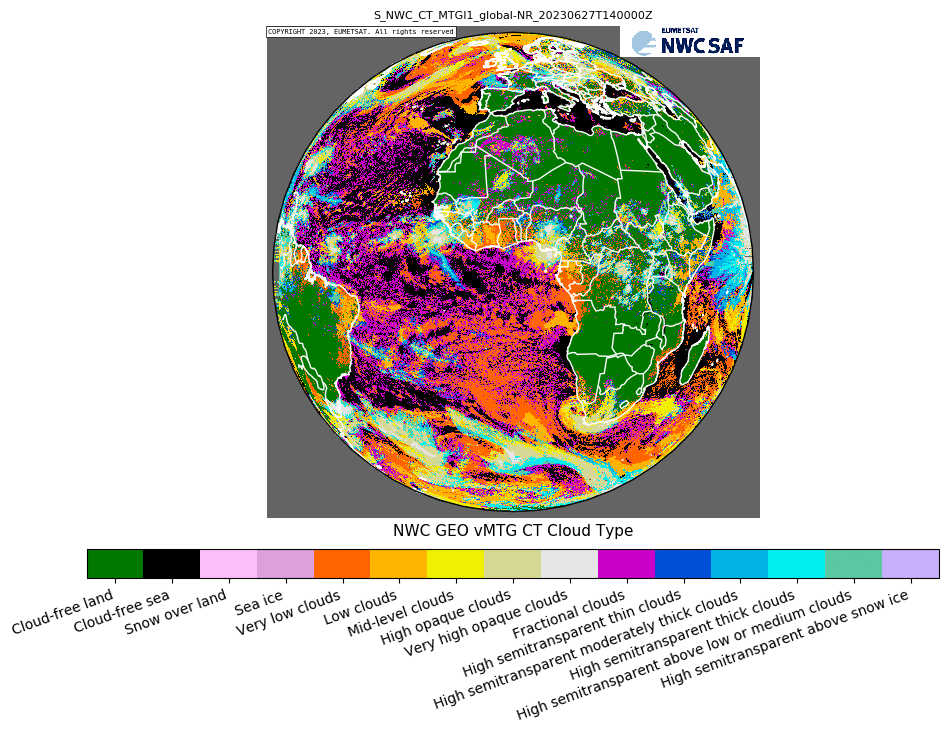 S_NWC_CT_MTGI1_global-NR_20230627T140000Z
COPYRIGHT 2023, EUMETSAT. All rights reserved
EUMETSAT
NWC SAF
NWC GEO vMTG CT Cloud Type
Cloud-free land
Cloud-free sea
Snow over land
Sea ice
Very low clouds
Low clouds
Mid-level clouds
High opaque clouds
Very high opaque clouds
Fractional clouds
High semitransparent thin clouds
High semitransparent moderately thick clouds
High semitransparent thick clouds
High semitransparent above low or medium clouds
High semitransparent above snow ice